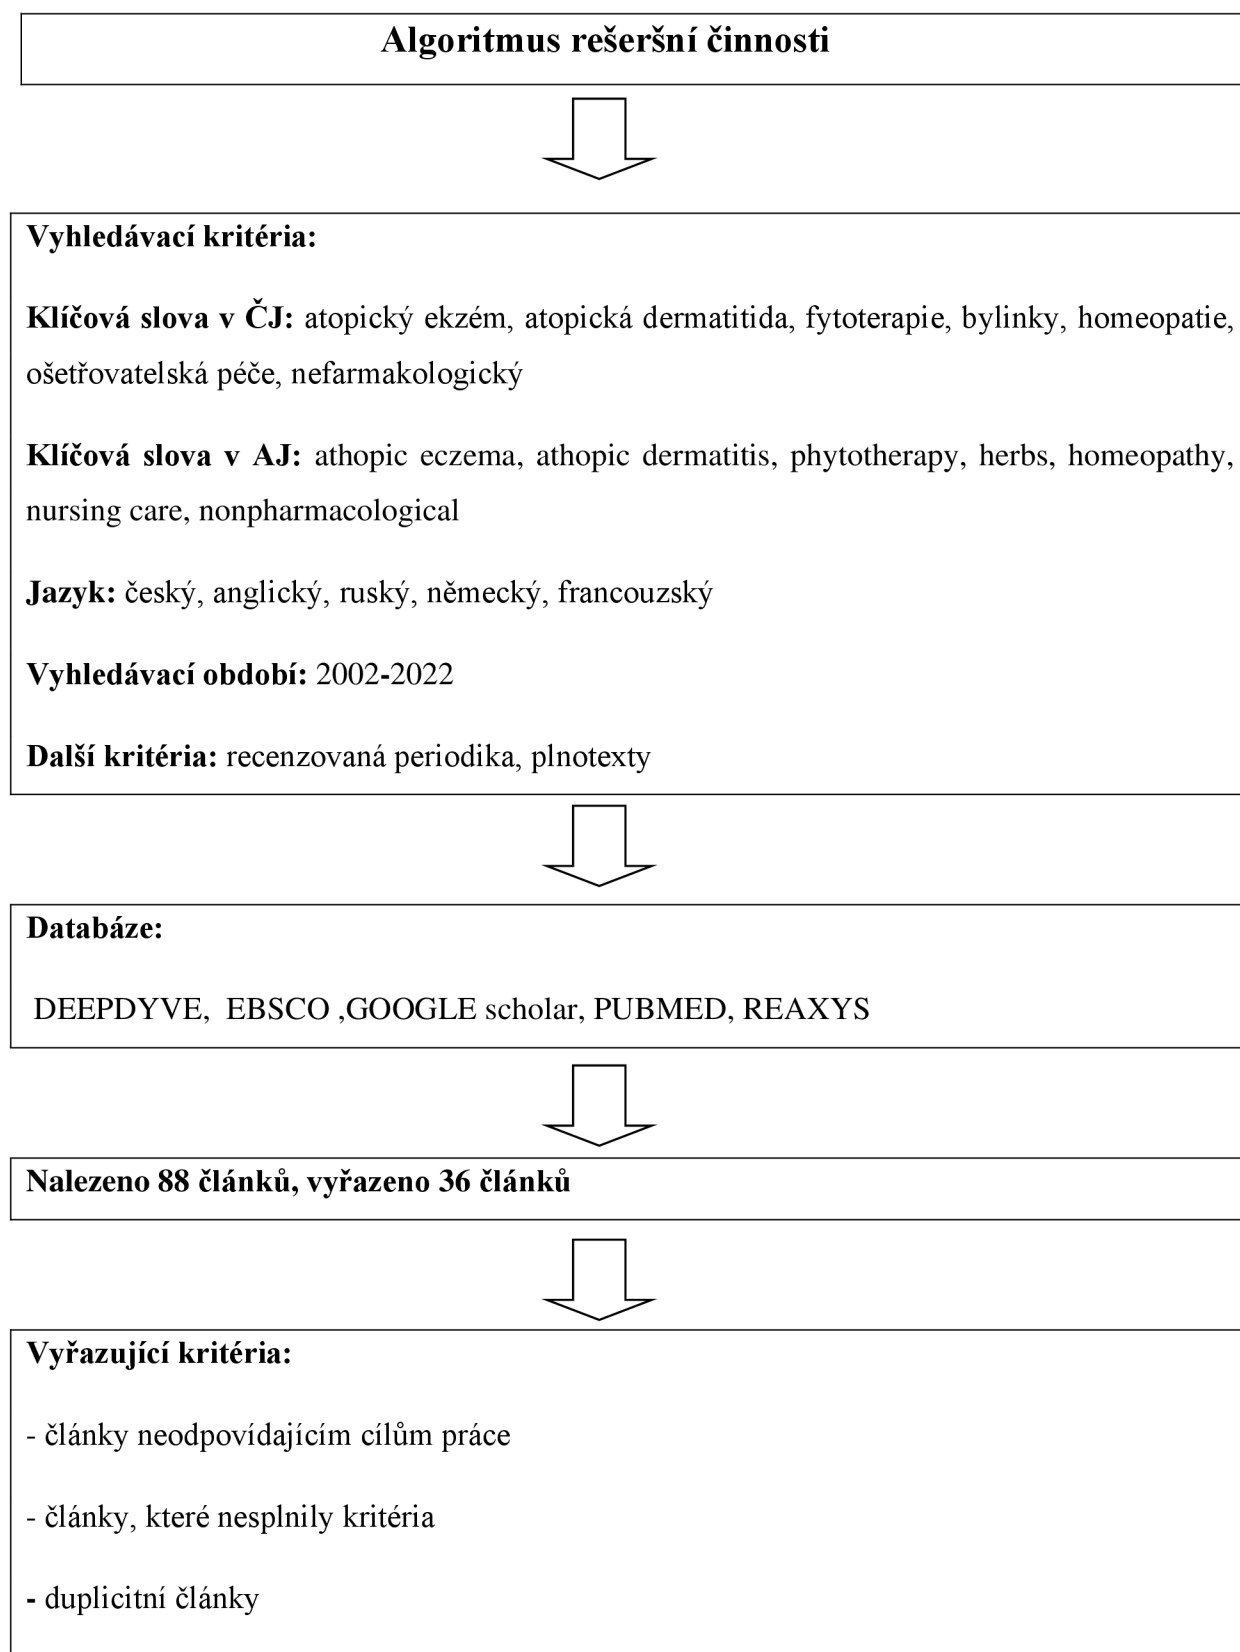 Algoritmus rešeršní činnosti
Vyhledávací kritéria:
Klíčová slova v ČJ: atopický ekzém, atopická dermatitida, fytoterapie, bylinky, homeopatie,
ošetřovatelská péče, nefarmakologický
Klíčová slova v AJ: athopic eczema, athopic dermatitis, phytotherapy, herbs, homeopathy,
nursing care, nonpharmacological
Jazyk: český, anglický, ruský, německý, francouzský
Vyhledávací období: 2002-2022
Další kritéria: recenzovaná periodika, plnotexty
Databáze:
DEEPDYVE, EBSCO ,GOOGLE scholar, PUBMED, REAXYS
Nalezeno 88 článků, vyřazeno 36 článků
Vyřazující kritéria:
- články neodpovídajícím cílům práce
- články, které nesplnily kritéria
- duplicitní články